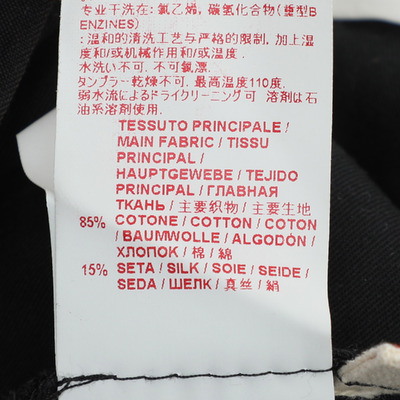 专业干洗在: 氯乙烯, 碳氢化合物 (重型B
ENZINES)
: 温和的清洗工艺与严格的限制, 加上湿
度和/或机械作用和/或温度.
水洗い不可. 不可氯漂.
タンブラー乾燥不可. 最高温度110度.
弱水流によるドライクリーニング可 溶剤は石
油系溶剤使用.
TESSUTO PRINCIPALE /
MAIN FABRIC / TISSU
PRINCIPAL /
HAUPTGEWEBE / TEJIDO
PRINCIPAL / ГЛАВНАЯ
ТКАНЬ / 主要织物 / 主要生地
85% COTONE / COTTON / COTON
/ BAUMWOLLE / ALGODÓN /
ХЛОПОК / 棉 / 綿
15% SETA / SILK / SOIE / SEIDE /
SEDA / ШЕЛК / 真丝 / 絹